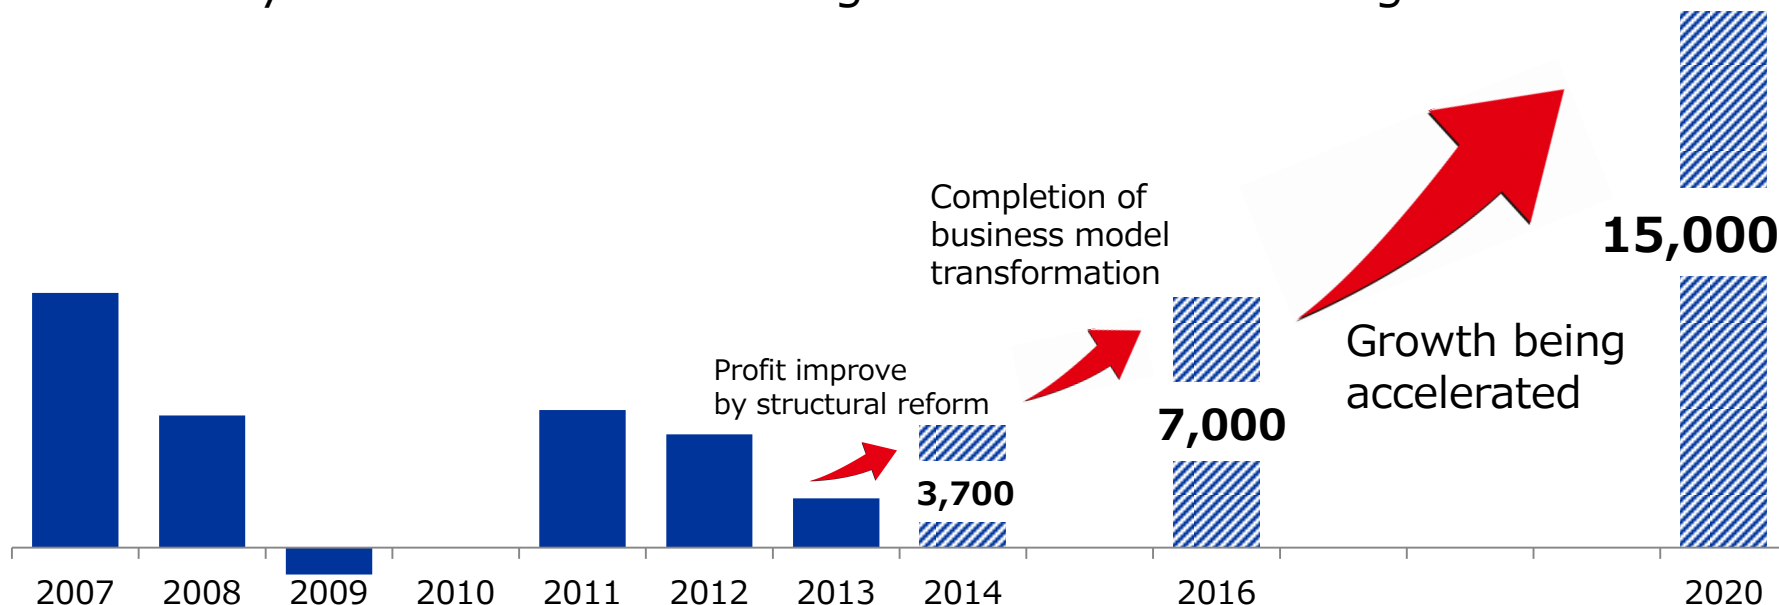 15,000
Completion of
business model
transformation
Growth being
accelerated
Profit improve
by structural reform
7,000
3,700
2007 2008 2009 2010 2011 2012 2013 2014 2016 2020